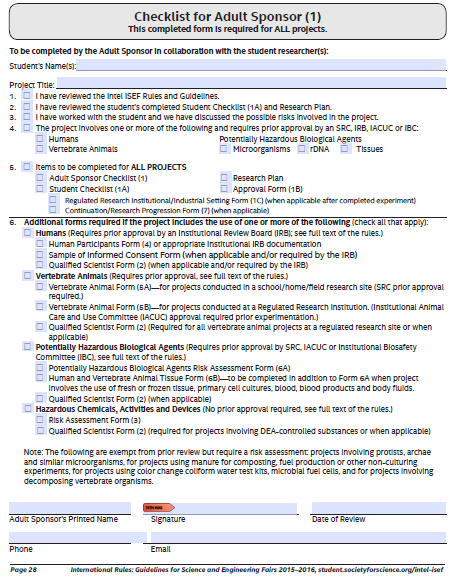 Checklist for Adult Sponsor (1)
This completed form is required for ALL projects.
To be completed by the Adult Sponsor in collaboration with the student researcher(s):
Student's Name(s):
Project Title:
1. I have reviewed the Intel ISEF Rules and Guidelines.
2. I have reviewed the student's completed Student Checklist (1A) and Research Plan.
3. I have worked with the student and we have discussed the possible risks involved in the project.
4. The project involves one or more of the following and requires prior approval by an SRC, IRB, IACUC or IBC:
Humans Potentially Hazardous Biological Agents
Vertebrate Animals Microorganisms rDNA Tissues
5. Items to be completed for ALL PROJECTS
Adult Sponsor Checklist (1) Research Plan
Student Checklist (1A) Approval Form (1B)
Regulated Research Institutional/Industrial Setting Form (1C) (when applicable after completed experiment)
Continuation/Research Progression Form (7) (when applicable)
6. Additional forms required if the project includes the use of one or more of the following (check all that apply):
Humans (Requires prior approval by an Institutional Review Board (IRB); see full text of the rules.)
Human Participants Form (4) or appropriate Institutional IRB documentation
Sample of Informed Consent Form (when applicable and/or required by the IRB)
Qualified Scientist Form (2) (when applicable and/or required by the IRB)
Vertebrate Animals (Requires prior approval, see full text of the rules.)
Vertebrate Animal Form (5A)—for projects conducted in a school/home/field research site (SRC prior approval
required.)
Vertebrate Animal Form (5B)—for projects conducted at a Regulated Research Institution. (Institutional Animal
Care and Use Committee (IACUC) approval required prior experimentation.)
Qualified Scientist Form (2) (Required for all vertebrate animal projects at a regulated research site or when
applicable)
Potentially Hazardous Biological Agents (Requires prior approval by SRC, IACUC or Institutional Biosafety
Committee (IBC), see full text of the rules.)
Potentially Hazardous Biological Agents Risk Assessment Form (6A)
Human and Vertebrate Animal Tissue Form (6B)—to be completed in addition to Form 6A when project
involves the use of fresh or frozen tissue, primary cell cultures, blood, blood products and body fluids.
Qualified Scientist Form (2) (when applicable)
Hazardous Chemicals, Activities and Devices (No prior approval required, see full text of the rules.)
Risk Assessment Form (3)
Qualified Scientist Form (2) (required for projects involving DEA-controlled substances or when applicable)
Note: The following are exempt from prior review but require a risk assessment: projects involving protists, archae
and similar microorganisms, for projects using manure for composting, fuel production or other non-culturing
experiments, for projects using color change coliform water test kits, microbial fuel cells, and for projects involving
decomposing vertebrate organisms.
Adult Sponsor's Printed Name Signature Date of Review
Phone Email
Page 28 International Rules: Guidelines for Science and Engineering Fairs 2015–2016, student.societyforscience.org/intel-isef